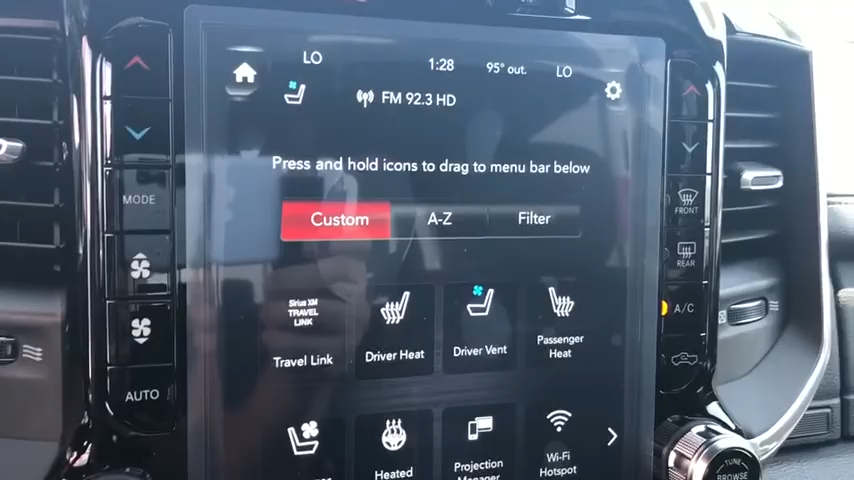 LO
1:28
95° out.
LO
FM 92.3 HD
Press and hold icons to drag to menu bar below
Custom
A-Z
Filter
MODE
FRONT
REAR
A/C
AUTO
Sirius XM
TRAVEL
LINK
Travel Link
Driver Heat
Driver Vent
Passenger
Heat
Heated
Projection
Manager
Wi-Fi
Hotspot
TUNE
BROWSE